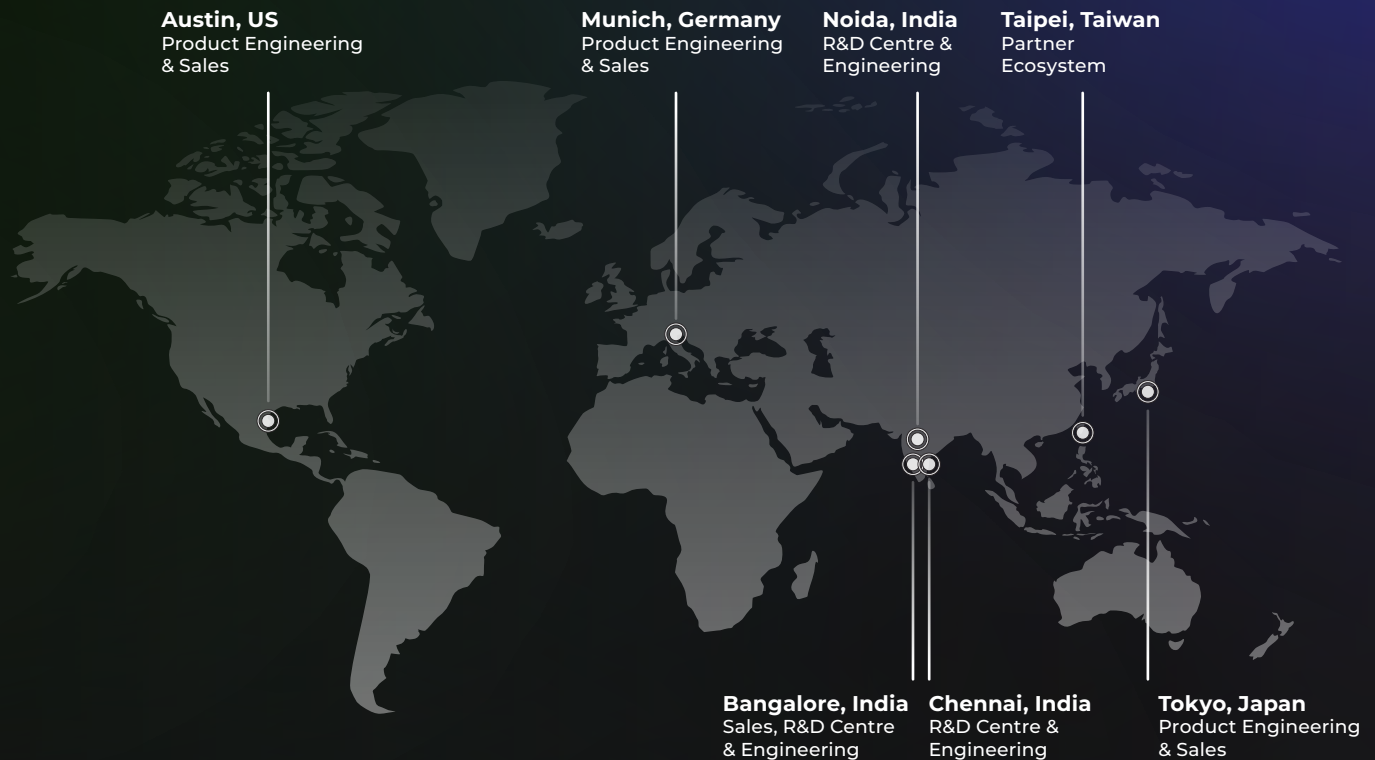 Austin, US
Product Engineering
& Sales
Munich, Germany
Product Engineering
& Sales
Noida, India
R&D Centre &
Engineering
Taipei, Taiwan
Partner
Ecosystem
Bangalore, India
Sales, R&D Centre
& Engineering
Chennai, India
R&D Centre &
Engineering
Tokyo, Japan
Product Engineering
& Sales